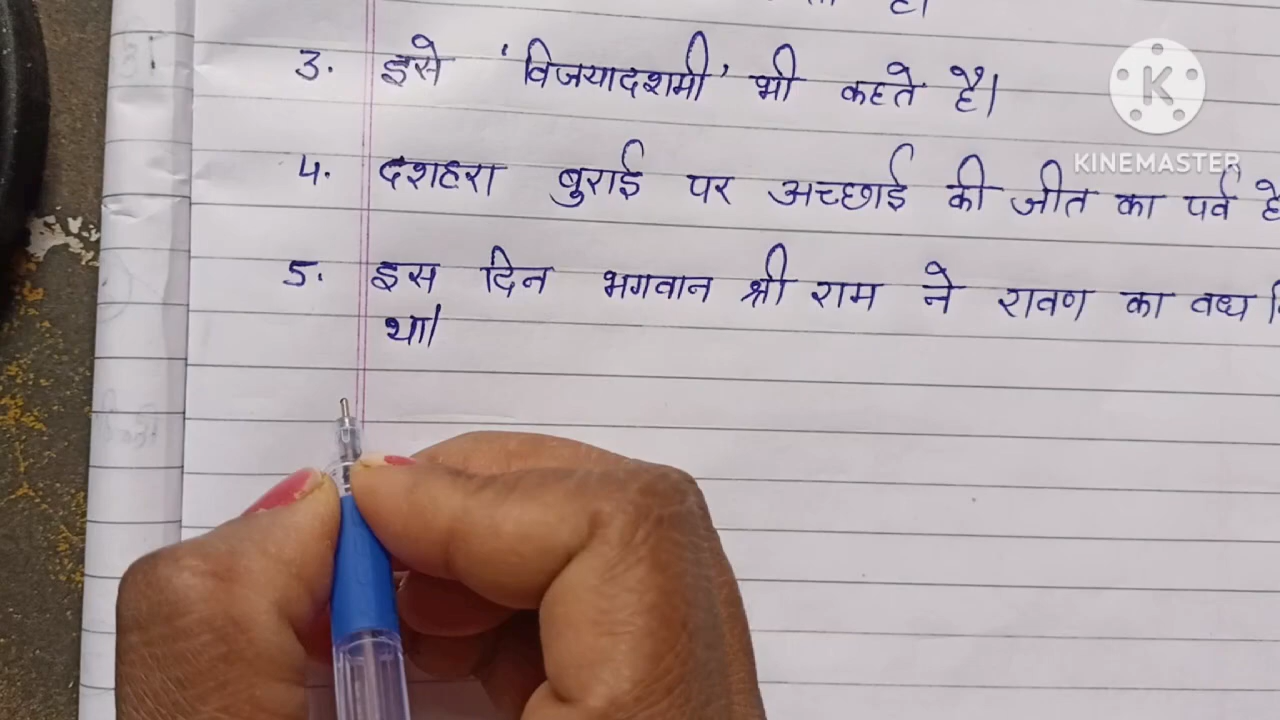 3. इसे 'विजयादशमी' भी कहते है।
K
KINEMASTER
4. दशहरा बुराई पर अच्छाई की जीत का पर्व
5. इस दिन भगवान श्री राम ने रावण का वध
था।